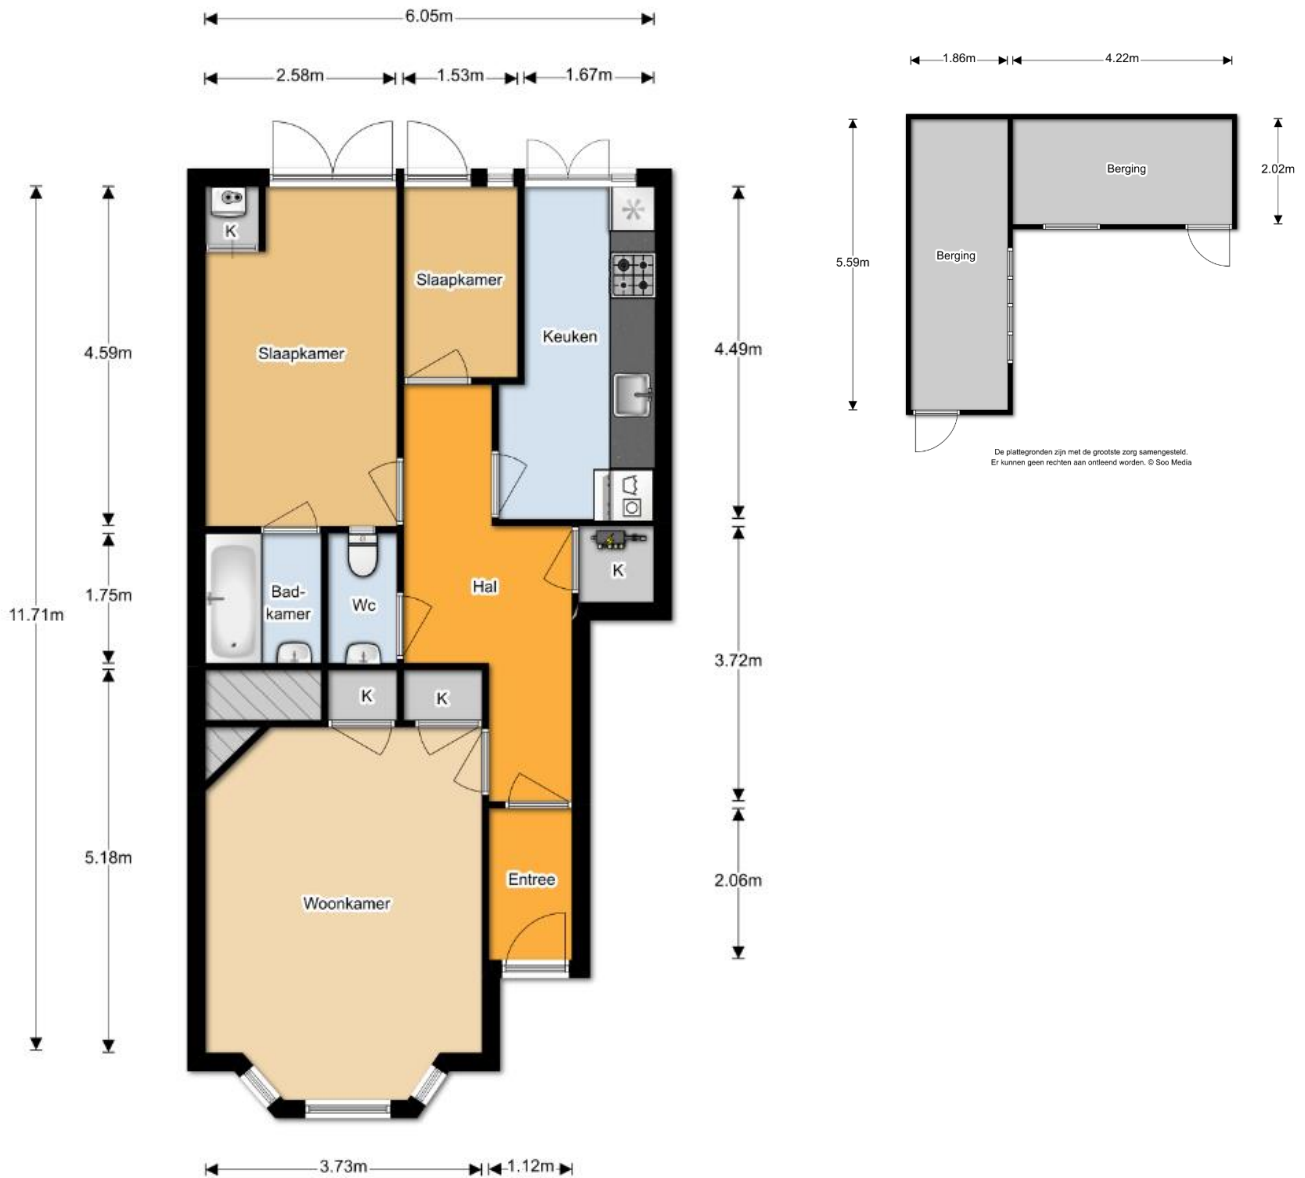 6.05m
2.58m
1.53m
1.67m
1.86m
4.22m
Berging
2.02m
K
Berging
5.59m
Slaapkamer
Keuken
Slaapkamer
4.59m
4.49m
De plattegronden zijn met de grootste zorg samengesteld.
Er kunnen geen rechten aan ontleend worden. © Soo Media
K
Hal
Bad-
kamer
Wc
1.75m
11.71m
3.72m
K
K
5.18m
Entree
2.06m
Woonkamer
3.73m
1.12m